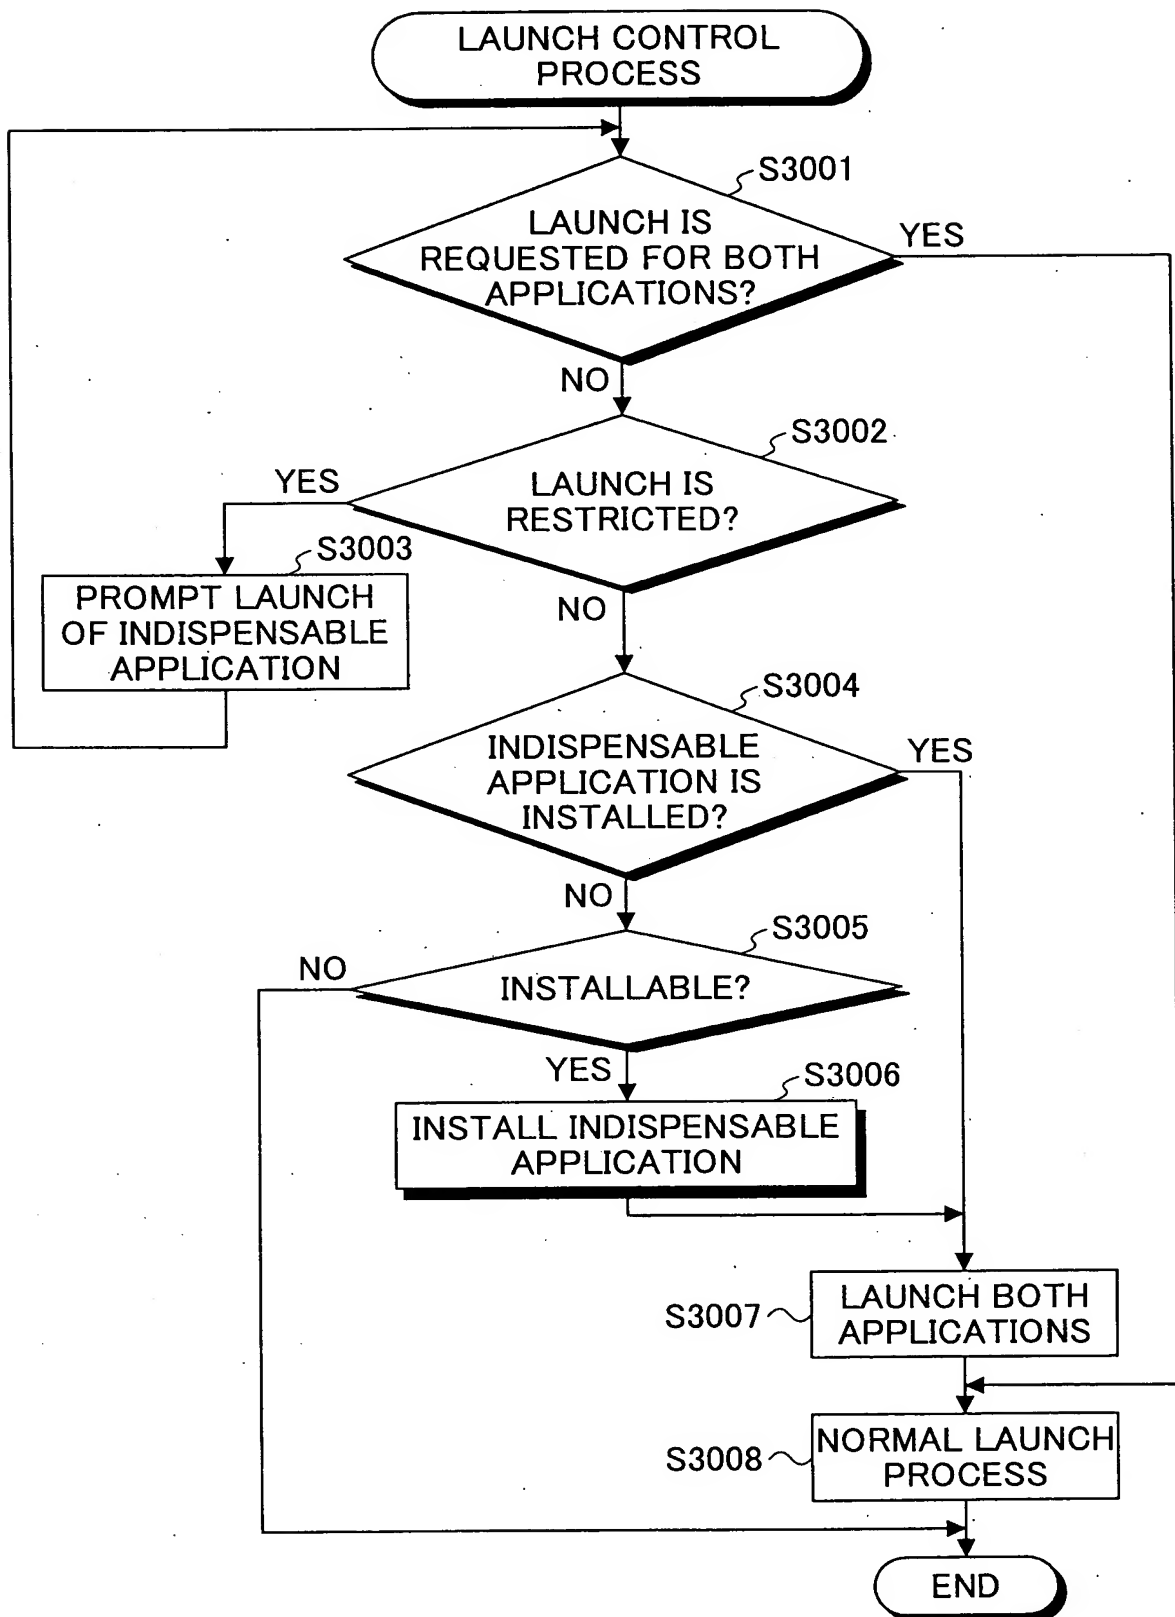 LAUNCH CONTROL
PROCESS
S3001
LAUNCH IS
REQUESTED FOR BOTH
APPLICATIONS?
YES
NO
S3002
LAUNCH IS
RESTRICTED?
YES
S3003
PROMPT LAUNCH
OF INDISPENSABLE
APPLICATION
NO
S3004
INDISPENSABLE
APPLICATION IS
INSTALLED?
YES
NO
S3005
INSTALLABLE?
NO
YES
S3006
INSTALL INDISPENSABLE
APPLICATION
S3007
LAUNCH BOTH
APPLICATIONS
S3008
NORMAL LAUNCH
PROCESS
END